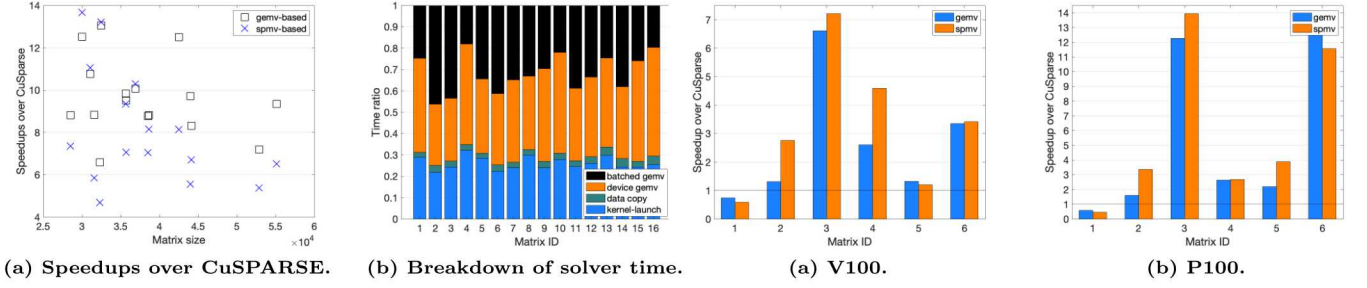 14
12
10
8
6
4
2.5
3
3.5
4
4.5
5
5.5
6
×10⁴
Speedups over CuSparse
Matrix size
gemv-based
spmv-based
(a) Speedups over CuSPARSE.
1
0.9
0.8
0.7
0.6
0.5
0.4
0.3
0.2
0.1
0
Time ratio
batched gemv
device gemv
data copy
kernel-launch
1 2 3 4 5 6 7 8 9 10 11 12 13 14 15 16
Matrix ID
(b) Breakdown of solver time.
7
6
5
4
3
2
1
0
Speedup over CuSparse
gemv
spmv
1 2 3 4 5 6
Matrix ID
(a) V100.
14
13
12
11
10
9
8
7
6
5
4
3
2
1
0
Speedup over CuSparse
gemv
spmv
1 2 3 4 5 6
Matrix ID
(b) P100.